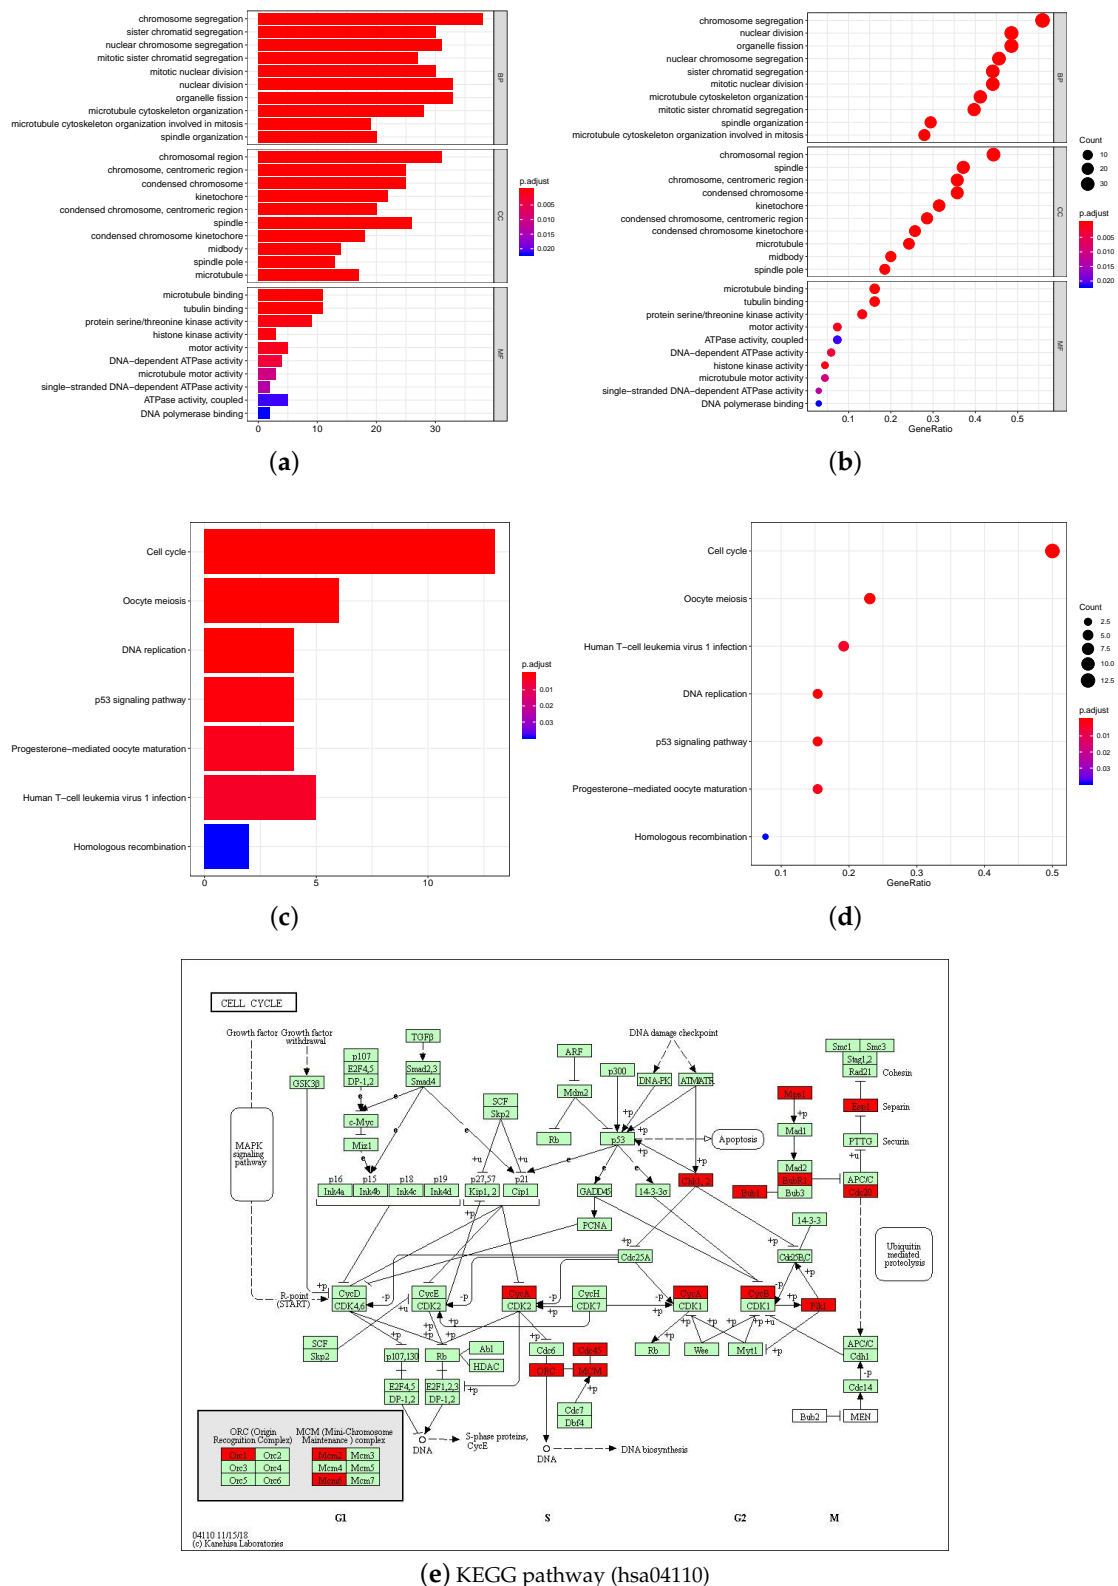 chromosome segregation
sister chromatid segregation
nuclear chromosome segregation
mitotic sister chromatid segregation
mitotic nuclear division
nuclear division
organelle fission
microtubule cytoskeleton organization
microtubule cytoskeleton organization involved in mitosis
spindle organization
BP
chromosomal region
chromosome, centromeric region
condensed chromosome
kinetochore
condensed chromosome, centromeric region
spindle
condensed chromosome kinetochore
midbody
spindle pole
microtubule
CC
microtubule binding
tubulin binding
protein serine/threonine kinase activity
histone kinase activity
motor activity
DNA−dependent ATPase activity
microtubule motor activity
single−stranded DNA−dependent ATPase activity
ATPase activity, coupled
DNA polymerase binding
MF
0 10 20 30
p.adjust
0.005
0.010
0.015
0.020
(a)
chromosome segregation
nuclear division
organelle fission
nuclear chromosome segregation
sister chromatid segregation
mitotic nuclear division
microtubule cytoskeleton organization
mitotic sister chromatid segregation
spindle organization
microtubule cytoskeleton organization involved in mitosis
BP
chromosomal region
spindle
chromosome, centromeric region
condensed chromosome
kinetochore
condensed chromosome, centromeric region
condensed chromosome kinetochore
microtubule
midbody
spindle pole
CC
microtubule binding
tubulin binding
protein serine/threonine kinase activity
motor activity
ATPase activity, coupled
DNA−dependent ATPase activity
histone kinase activity
microtubule motor activity
single−stranded DNA−dependent ATPase activity
DNA polymerase binding
MF
0.1 0.2 0.3 0.4 0.5
GeneRatio
Count
10
20
30
p.adjust
0.005
0.010
0.015
0.020
(b)
Cell cycle
Oocyte meiosis
DNA replication
p53 signaling pathway
Progesterone−mediated oocyte maturation
Human T−cell leukemia virus 1 infection
Homologous recombination
0 5 10
p.adjust
0.01
0.02
0.03
(c)
Cell cycle
Oocyte meiosis
Human T−cell leukemia virus 1 infection
DNA replication
p53 signaling pathway
Progesterone−mediated oocyte maturation
Homologous recombination
0.1 0.2 0.3 0.4 0.5
GeneRatio
Count
2.5
5.0
7.5
10.0
12.5
p.adjust
0.01
0.02
0.03
(d)
CELL CYCLE
Growth factor
Growth factor
withdrawal
GSK3β
p107
E2F4,5
DP-1,2
TGFβ
Smad2,3
Smad4
e
e
e
c-Myc
Miz1
e
MAPK
signaling
pathway
SCF
Skp2
+u
ARF
Mdm2
Rb
p300
DNA damage checkpoint
DNA-PK
ATM/ATR
+p
+p
+p
p53
Apoptosis
e
e
e
+p
Smc1 Smc3
Stag1,2
Rad21
Cohesin
Mps1
+p
Mad1
Mad2
BubR1
Bub3
Bub1
Esp1
Separin
PTTG
Securin
+u
APC/C
Cdc20
p16
Ink4a
p15
Ink4b
p18
Ink4c
p19
Ink4d
p27,57
Kip1, 2
p21
Cip1
+p
GADD45
14-3-3σ
PCNA
Chk1, 2
+p
+p
14-3-3
Cdc25A
Cdc25B,C
Ubiquitin
mediated
proteolysis
R-point
(START)
+p
CycD
CDK4,6
-p
+u
CycE
CDK2
-p
CycA
CDK2
-p
+p
CycH
CDK7
-p
+p
CycA
CDK1
-p
CycB
CDK1
+p
+p
Plk1
SCF
Skp2
+p
+p
+p
+p
p107,130
Rb
Abl
HDAC
E2F4,5
DP-1,2
E2F1,2,3
DP-1,2
+p
Cdc6
Cdc45
ORC
MCM
+p
Cdc7
Dbf4
+p
Rb
Wee
+p
+u
Myt1
+p
APC/C
Cdh1
-p
Cdc14
Bub2
MEN
DNA
S-phase proteins,
CycE
DNA
DNA biosynthesis
ORC (Origin
Recognition Complex)
MCM (Mini-Chromosome
Maintenance) complex
Orc1 Orc2
Orc3 Orc4
Orc5 Orc6
Mcm2 Mcm3
Mcm4 Mcm5
Mcm6 Mcm7
G1 S G2 M
04110 11/15/18
(c) Kanehisa Laboratories
(e) KEGG pathway (hsa04110)